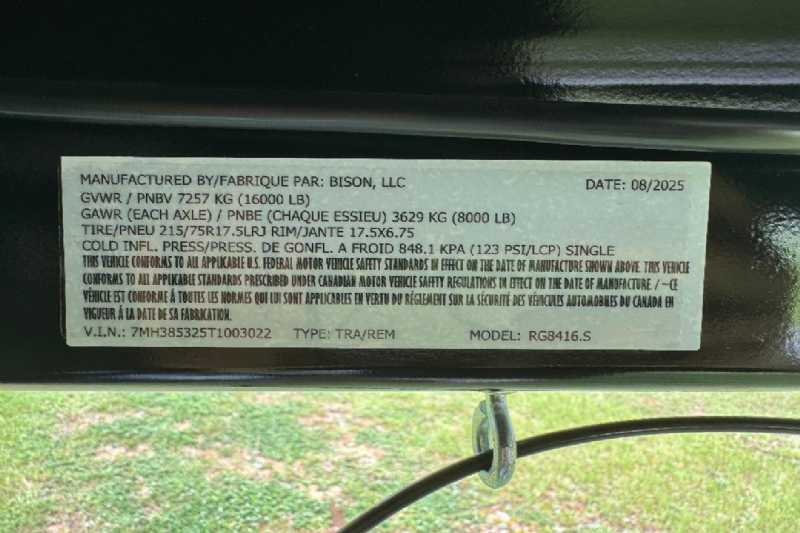 MANUFACTURED BY/FABRIQUE PAR: BISON, LLC DATE: 08/2025
GVWR / PNBV 7257 KG (16000 LB)
GAWR (EACH AXLE) / PNBE (CHAQUE ESSIEU) 3629 KG (8000 LB)
TIRE/PNEU 215/75R17.5LRJ RIM/JANTE 17.5X6.75
COLD INFL. PRESS/PRESS. DE GONFL. A FROID 848.1 KPA (123 PSI/LCP) SINGLE
THIS VEHICLE CONFORMS TO ALL APPLICABLE U.S. FEDERAL MOTOR VEHICLE SAFETY STANDARDS IN EFFECT ON THE DATE OF MANUFACTURE SHOWN ABOVE. THIS VEHICLE
CONFORMS TO ALL APPLICABLE STANDARDS PRESCRIBED UNDER CANADIAN MOTOR VEHICLE SAFETY REGULATIONS IN EFFECT ON THE DATE OF MANUFACTURE. / ~CE
VÉHICLE EST CONFORME À TOUTES LES NORMES QUI LUI SONT APPLICABLES EN VERTU DU RÉGLEMENT SUR LA SÉCURITÉ DES VÉHICULES AUTOMOBILES DU CANADA EN
VIGUEUR À LA DATE DE SA FABRICATION.
V.I.N.: 7MH385325T1003022 TYPE: TRA/REM MODEL: RG8416.S